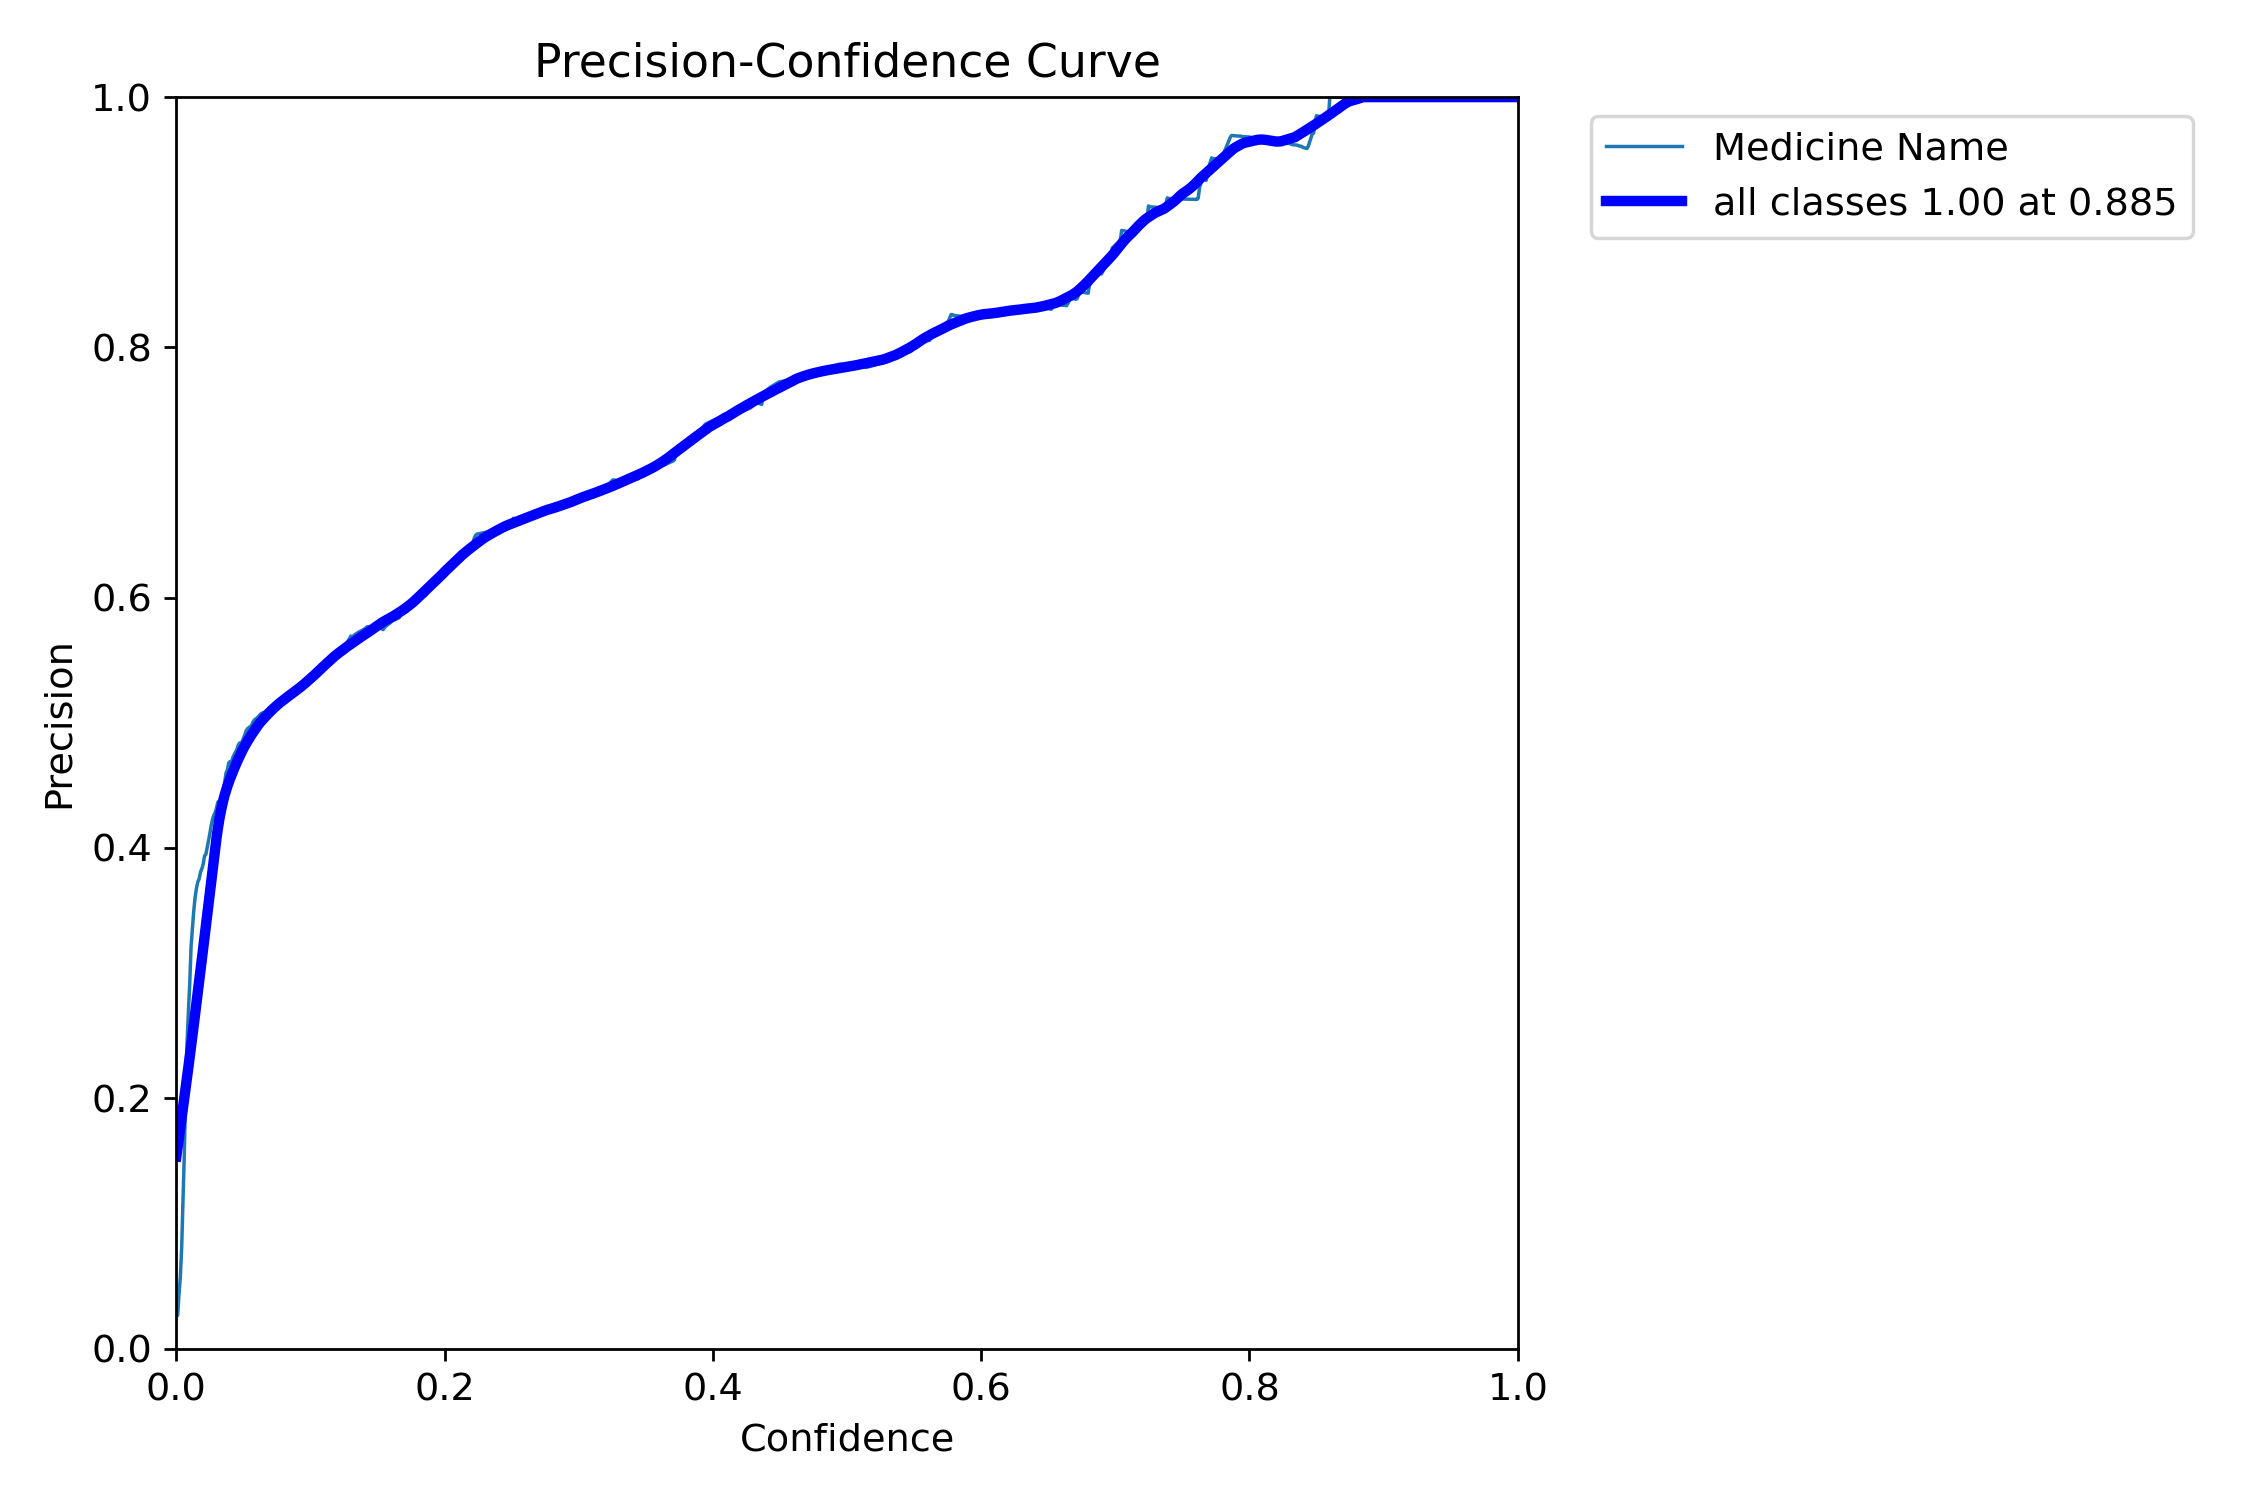 Precision-Confidence Curve
1.0
0.8
0.6
0.4
0.2
0.0
Precision
0.0 0.2 0.4 0.6 0.8 1.0
Confidence
Medicine Name
all classes 1.00 at 0.885